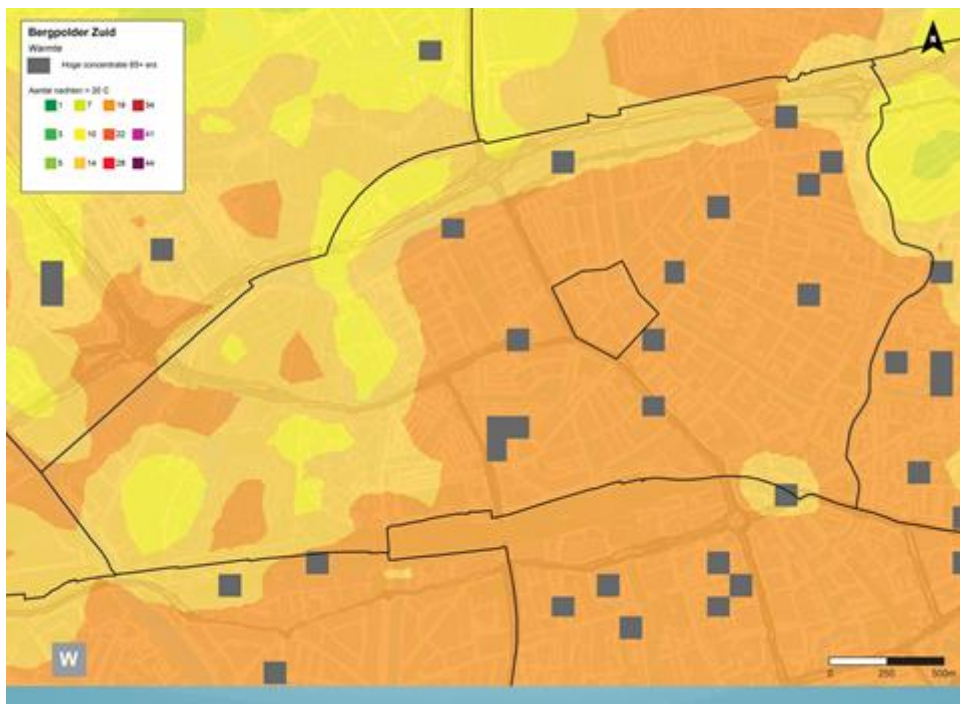 Bergpolder Zuid
Warmte
Hoge concentratie 65+ ers
Aantal nachten > 20 C
1 7 18 34
3 10 22 41
5 14 28 44
N
W
0 250 500m